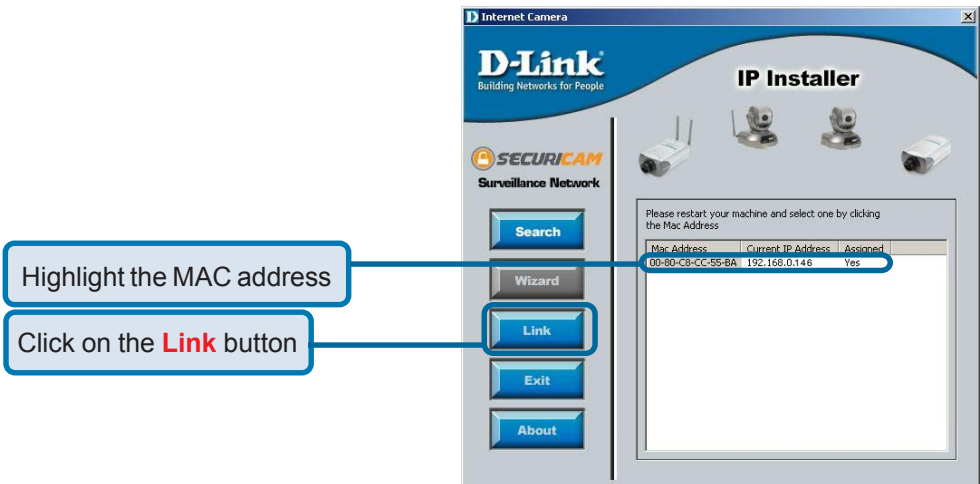 Internet Camera
D-Link
Building Networks for People
IP Installer
SECURICAM
Surveillance Network
Search
Please restart your machine and select one by clicking
the Mac Address
Mac Address Current IP Address Assigned
00-80-C8-CC-55-BA 192.168.0.146 Yes
Highlight the MAC address
Wizard
Click on the Link button
Link
Exit
About